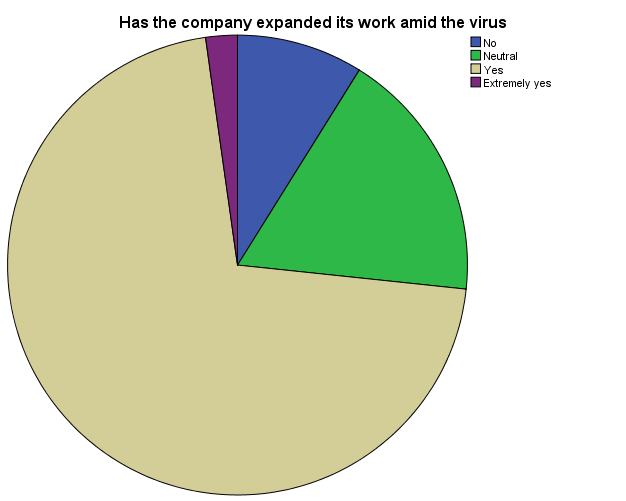 Has the company expanded its work amid the virus
No
Neutral
Yes
Extremely yes